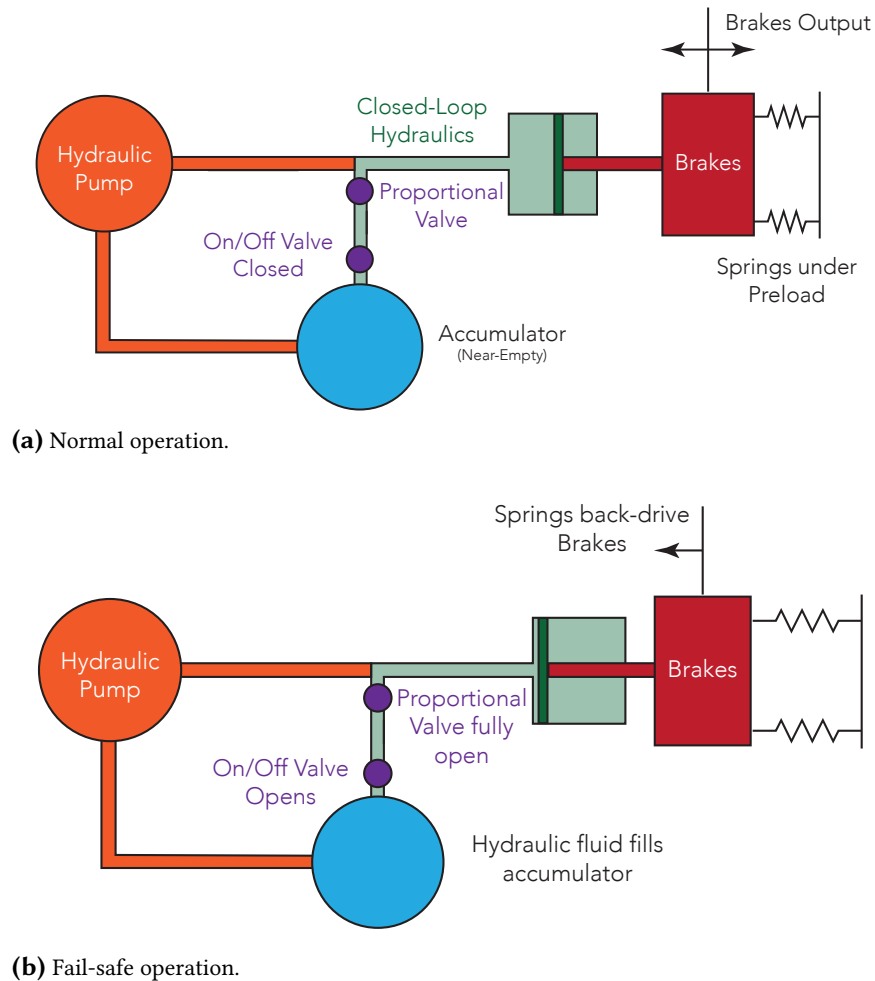 Brakes Output
Closed-Loop
Hydraulics
Hydraulic
Pump
Brakes
Proportional
Valve
On/Off Valve
Closed
Springs under
Preload
Accumulator
(Near-Empty)
(a) Normal operation.
Springs back-drive
Brakes
Hydraulic
Pump
Brakes
Proportional
Valve fully
open
On/Off Valve
Opens
Hydraulic fluid fills
accumulator
(b) Fail-safe operation.